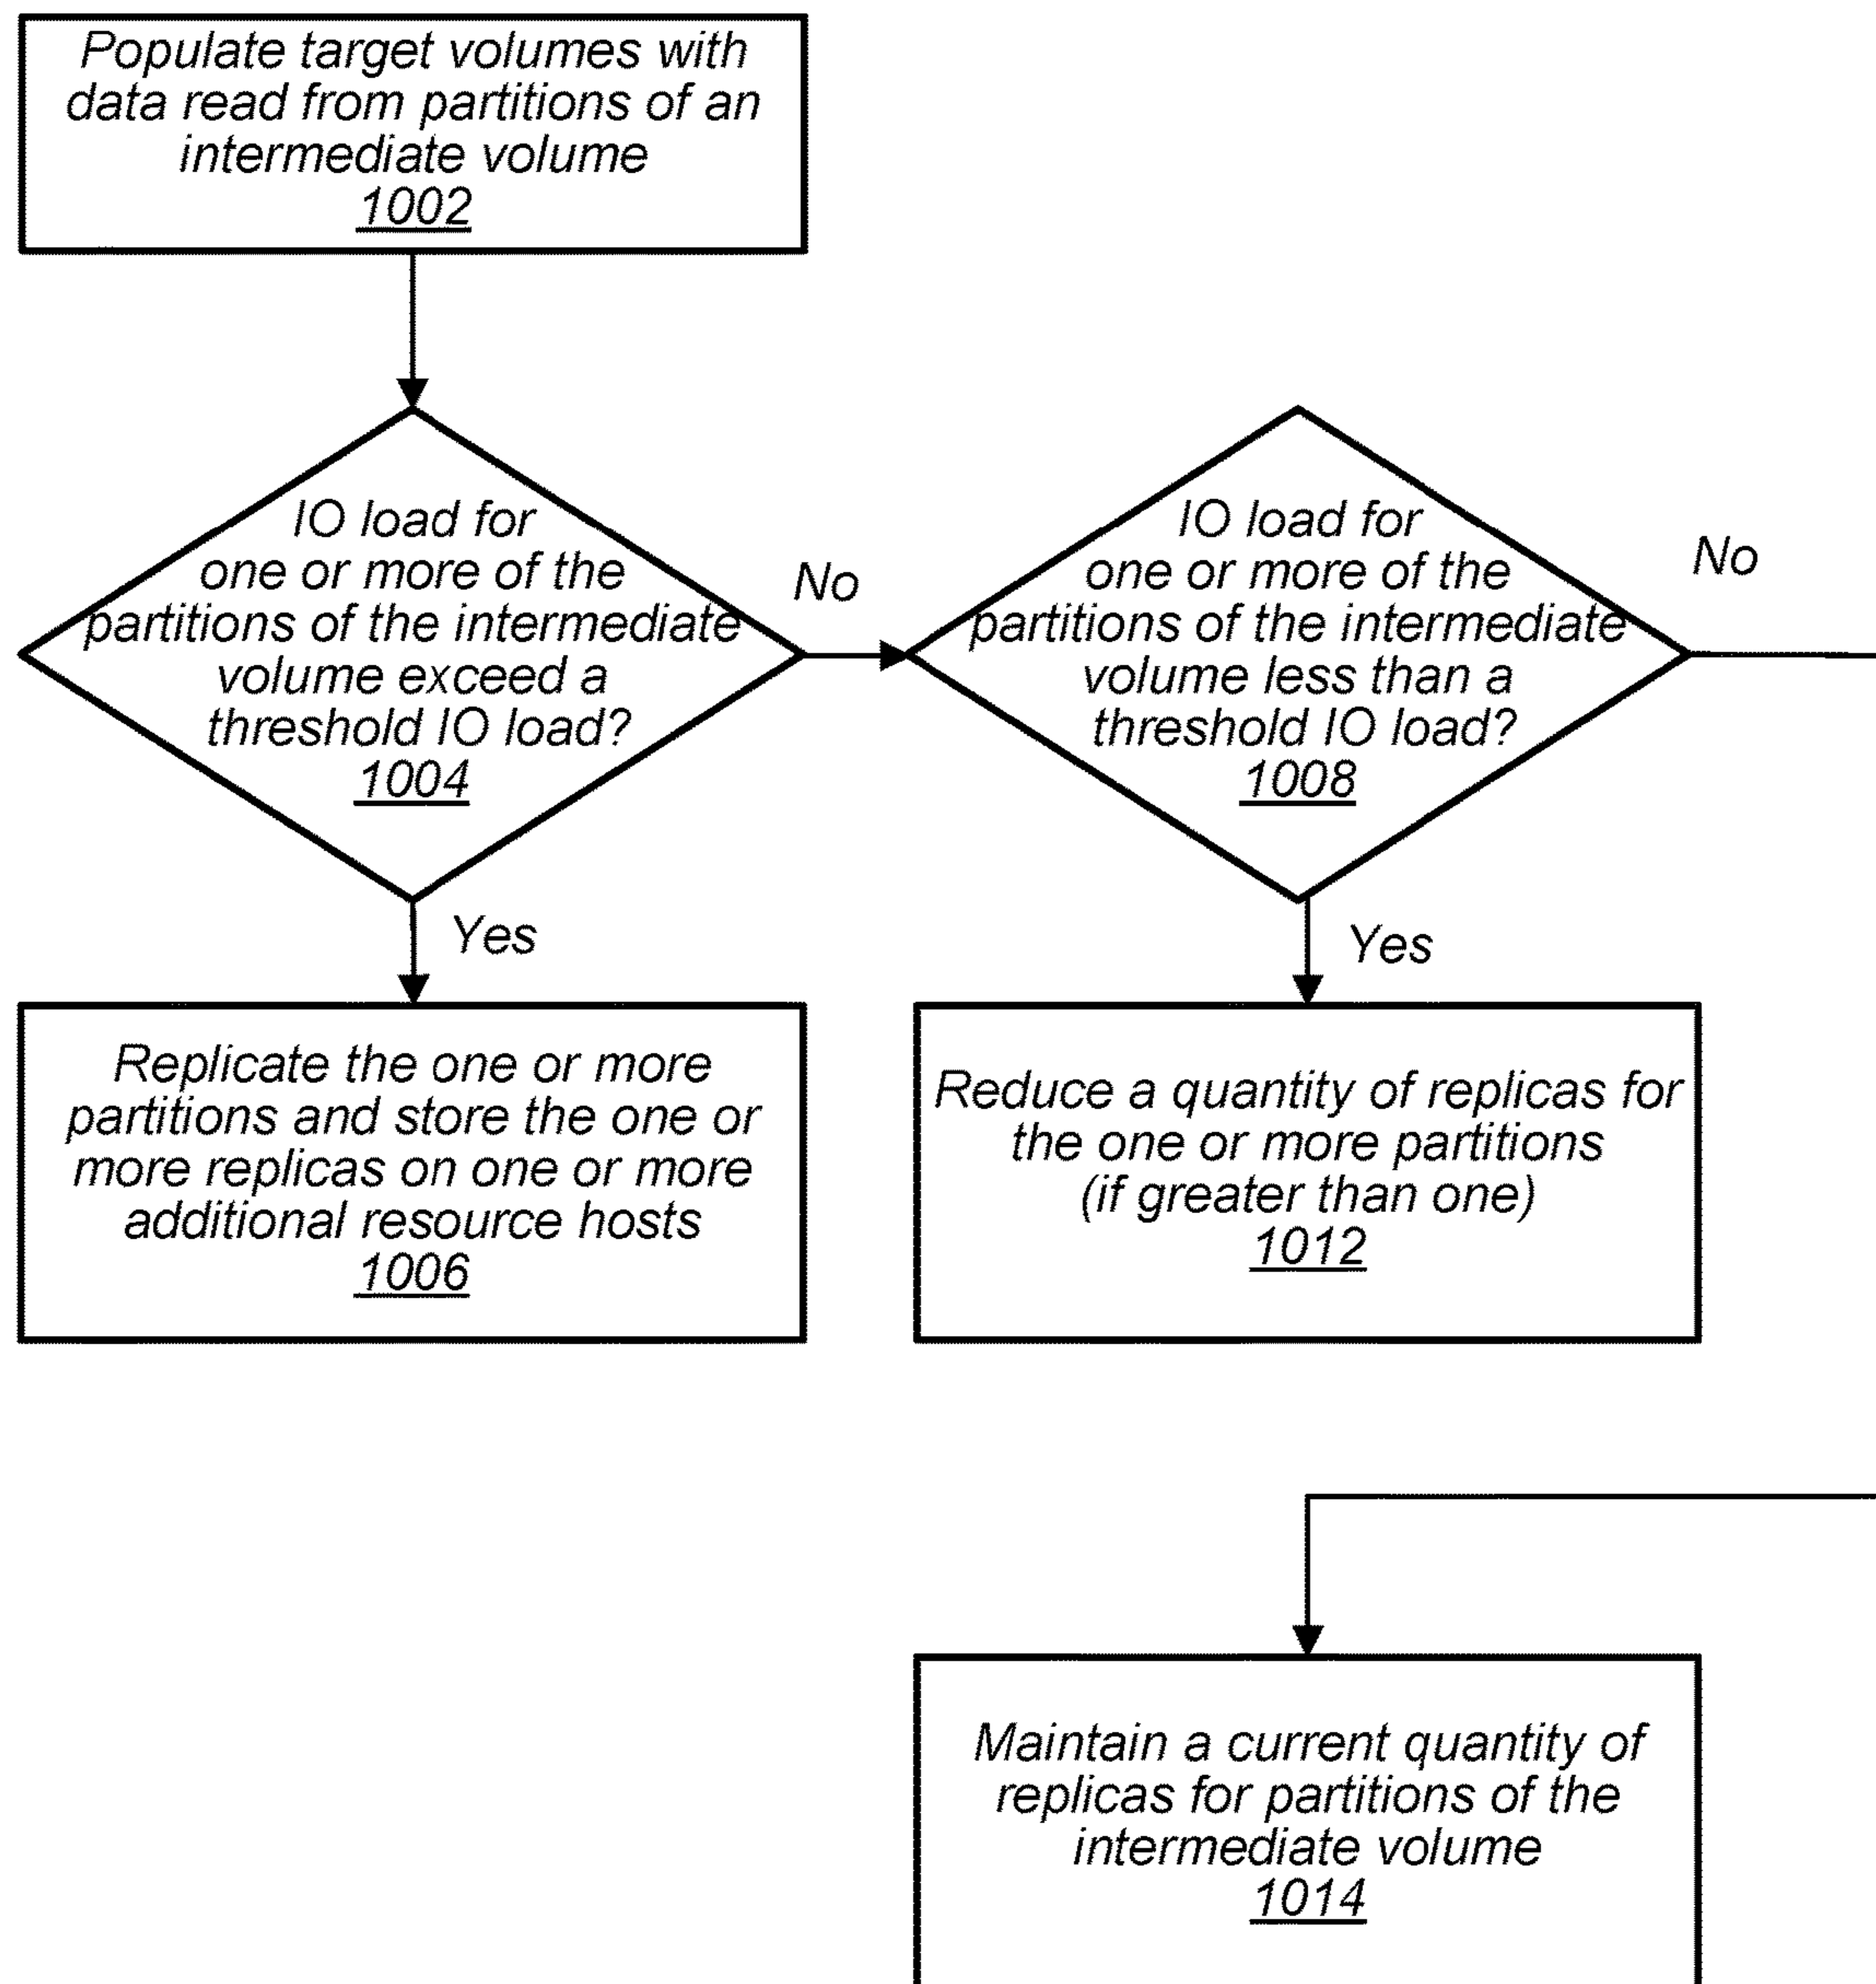 Populate target volumes with
data read from partitions of an
intermediate volume
1002
IO load for
one or more of the
partitions of the intermediate
volume exceed a
threshold IO load?
1004
No
IO load for
one or more of the
partitions of the intermediate
volume less than a
threshold IO load?
1008
No
Yes
Yes
Replicate the one or more
partitions and store the one or
more replicas on one or more
additional resource hosts
1006
Reduce a quantity of replicas for
the one or more partitions
(if greater than one)
1012
Maintain a current quantity of
replicas for partitions of the
intermediate volume
1014